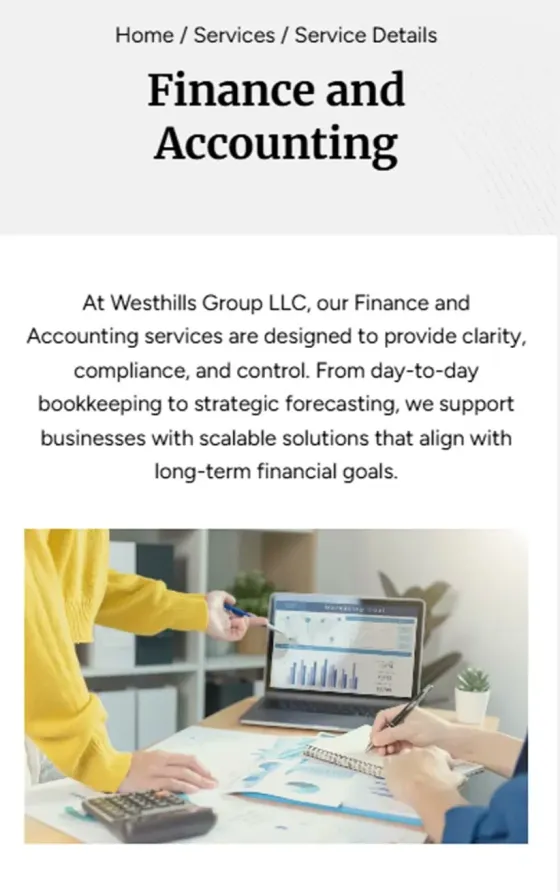 Home / Services / Service Details
Finance and
Accounting
At Westhills Group LLC, our Finance and
Accounting services are designed to provide clarity,
compliance, and control. From day-to-day
bookkeeping to strategic forecasting, we support
businesses with scalable solutions that align with
long-term financial goals.